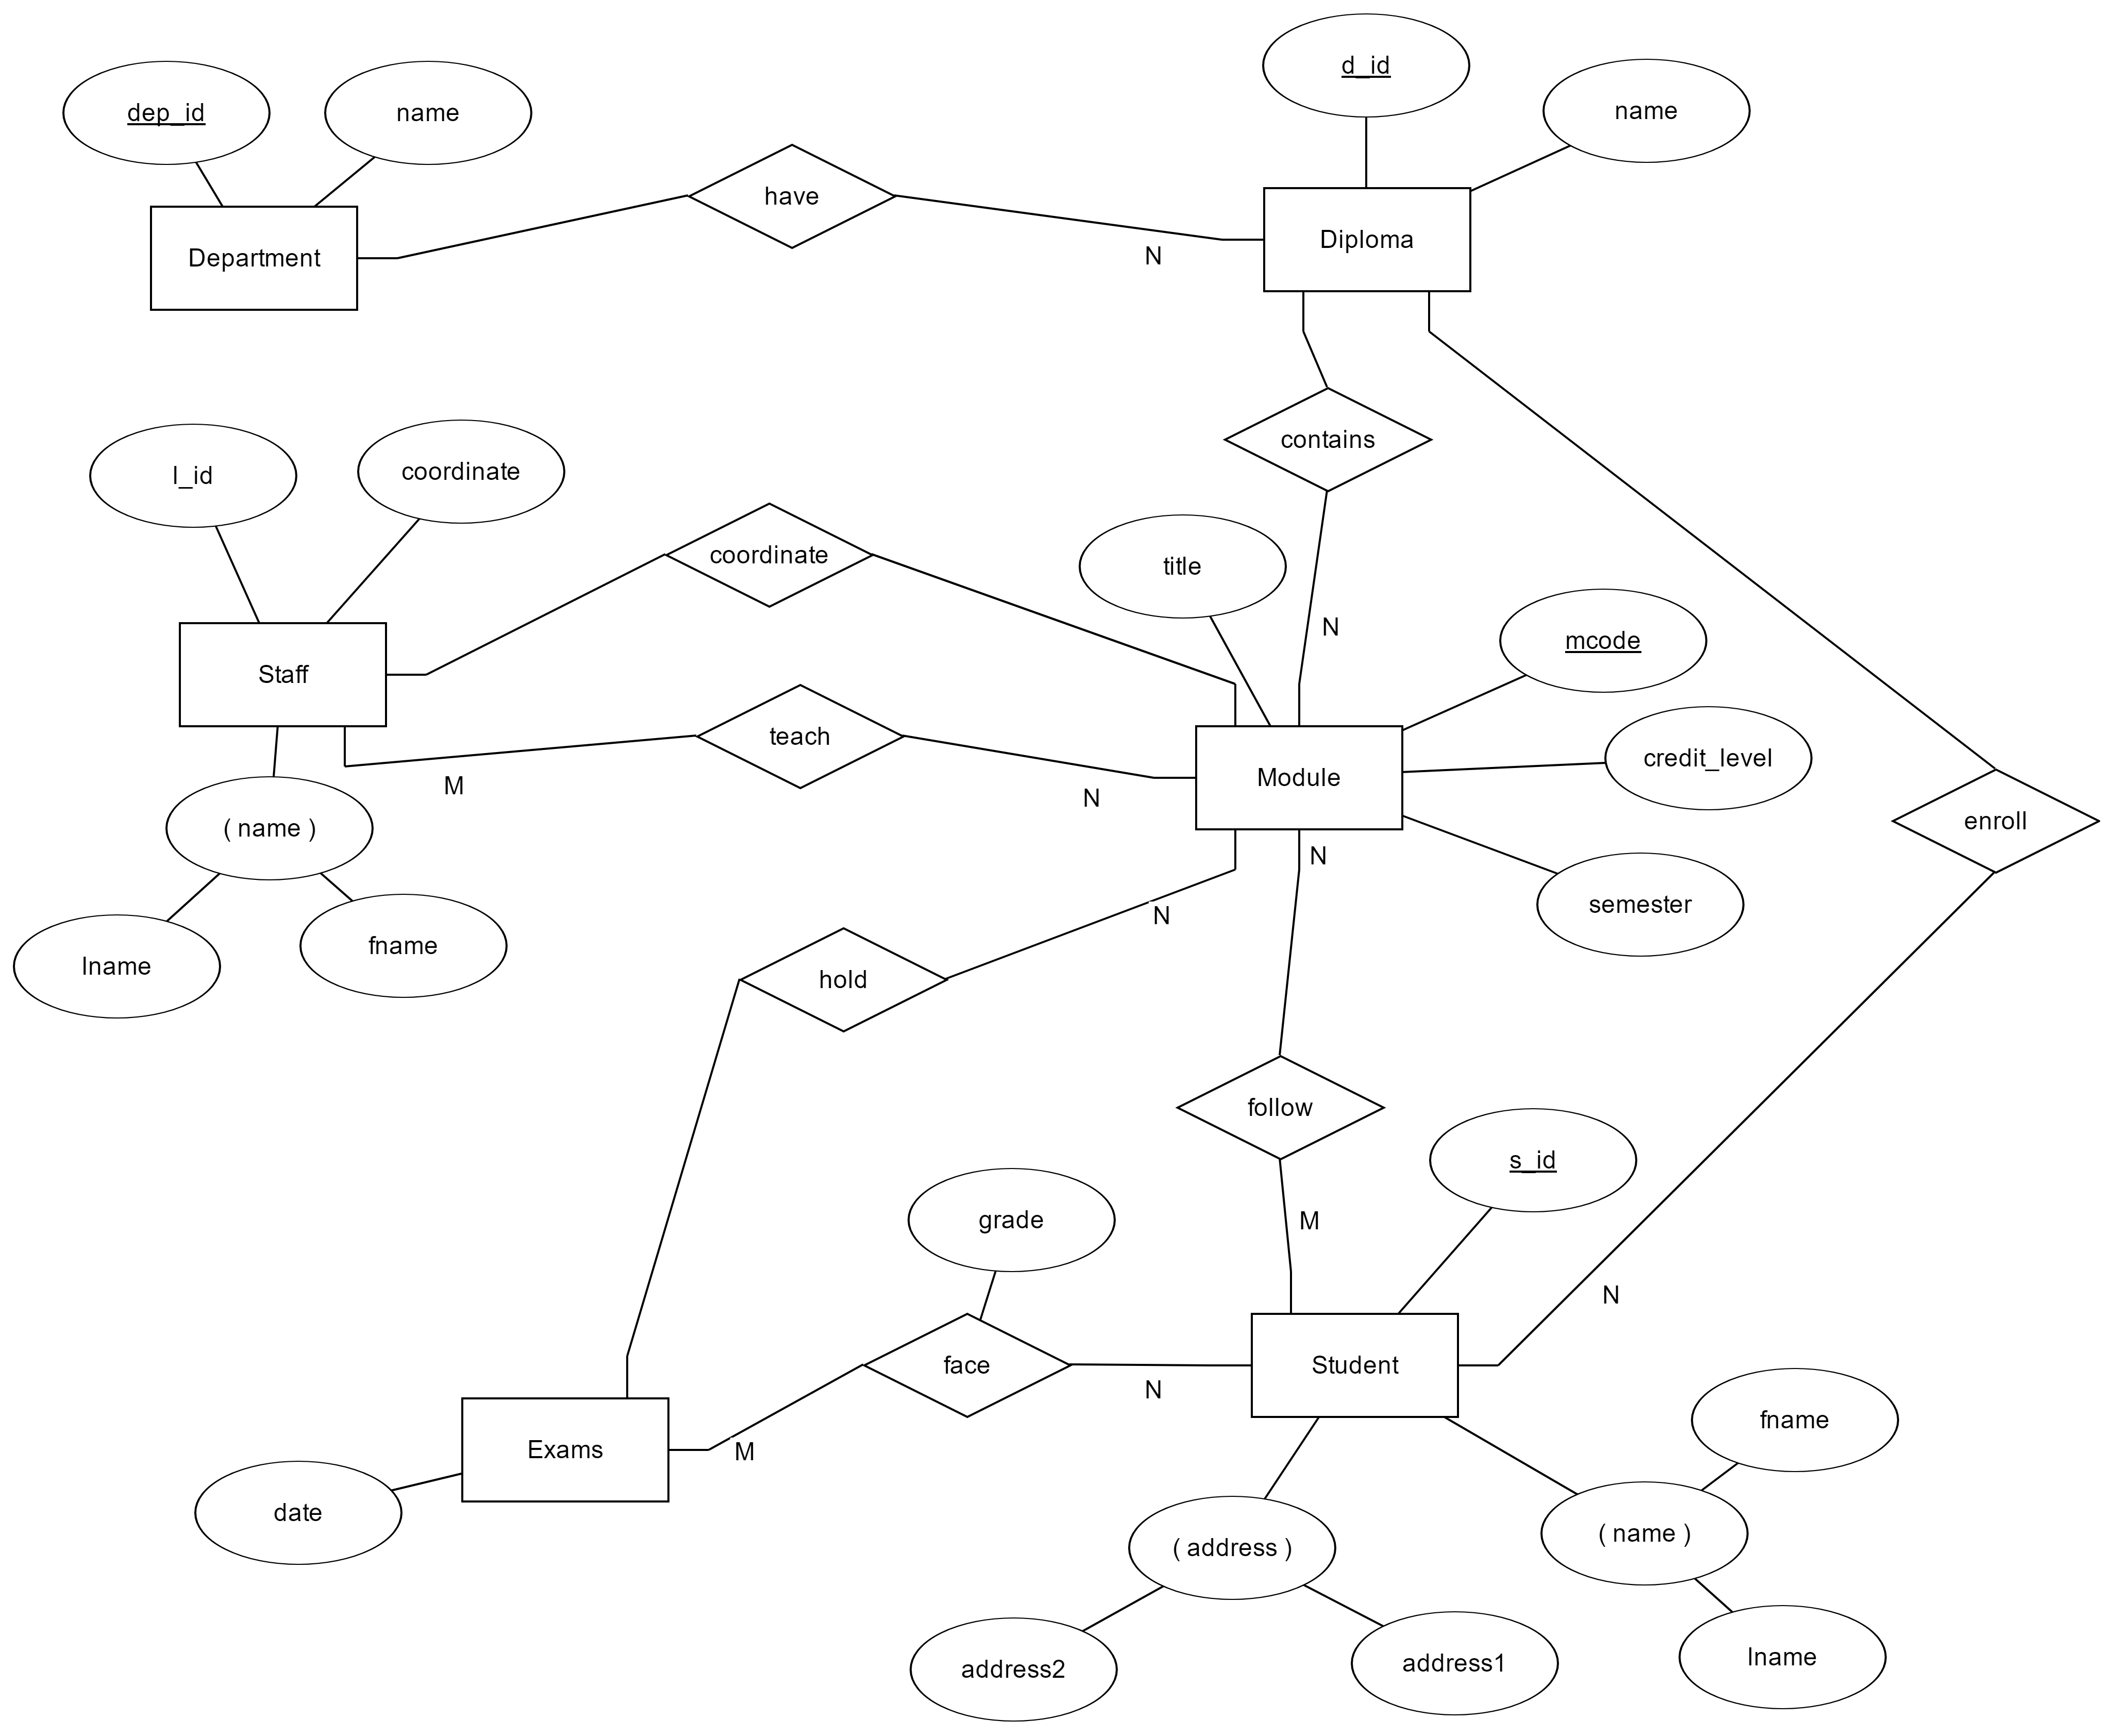 d_id
name
dep_id
name
have
Diploma
Department
N
contains
l_id
coordinate
coordinate
title
N
mcode
Staff
teach
credit_level
Module
M
N
enroll
( name )
N
semester
N
fname
lname
hold
follow
s_id
grade
M
N
face
Student
N
fname
Exams
M
date
( name )
( address )
address2
address1
lname